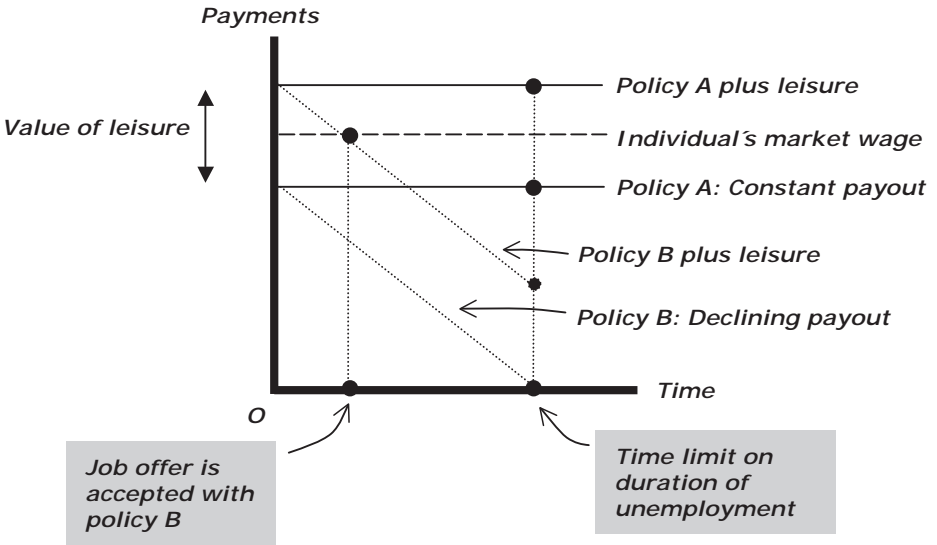 Payments
Policy A plus leisure
Value of leisure
Individual´s market wage
Policy A: Constant payout
Policy B plus leisure
Policy B: Declining payout
Time
O
Job offer is
accepted with
policy B
Time limit on
duration of
unemployment